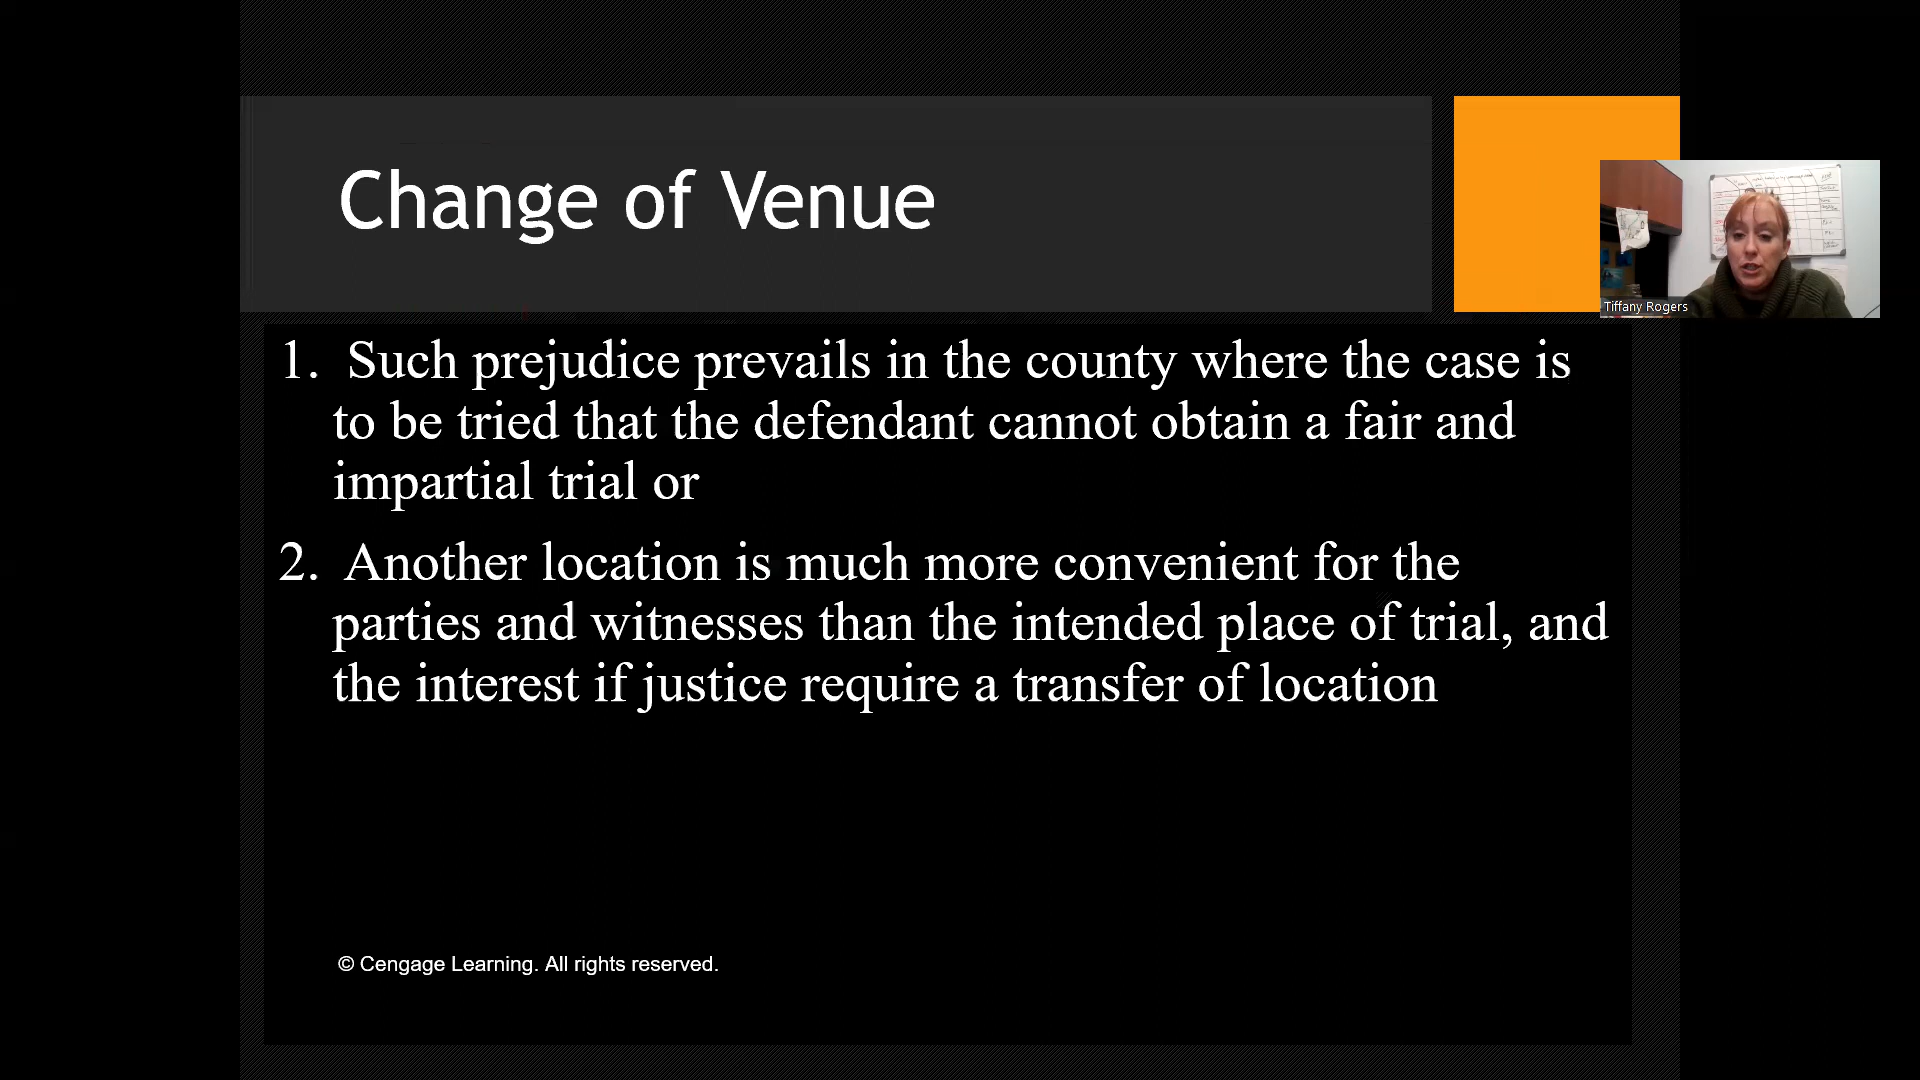 Change of Venue
Tiffany Rogers
1. Such prejudice prevails in the county where the case is
to be tried that the defendant cannot obtain a fair and
impartial trial or
2. Another location is much more convenient for the
parties and witnesses than the intended place of trial, and
the interest if justice require a transfer of location
© Cengage Learning. All rights reserved.